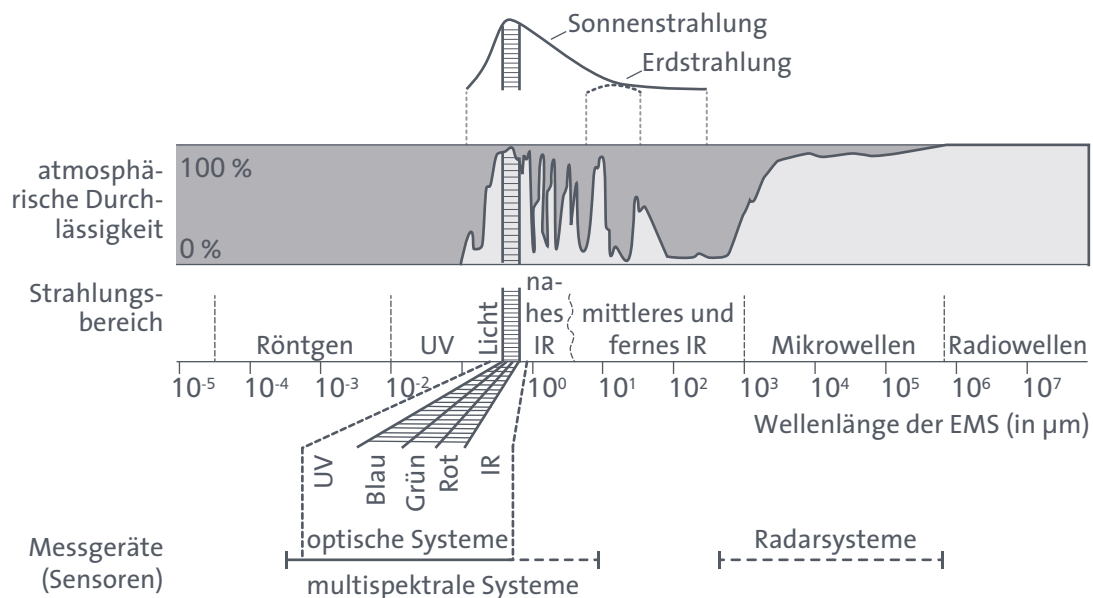 Sonnenstrahlung
Erdstrahlung
atmosphä-
rische Durch-
lässigkeit
100 %
0 %
Strahlungs-
bereich
Röntgen
UV
Licht
na-
hes
IR
mittleres und
fernes IR
Mikrowellen
Radiowellen
10⁻⁵ 10⁻⁴ 10⁻³ 10⁻² 10⁰ 10¹ 10² 10³ 10⁴ 10⁵ 10⁶ 10⁷
Wellenlänge der EMS (in µm)
UV
Blau
Grün
Rot
IR
Messgeräte
(Sensoren)
optische Systeme
multispektrale Systeme
Radarsysteme